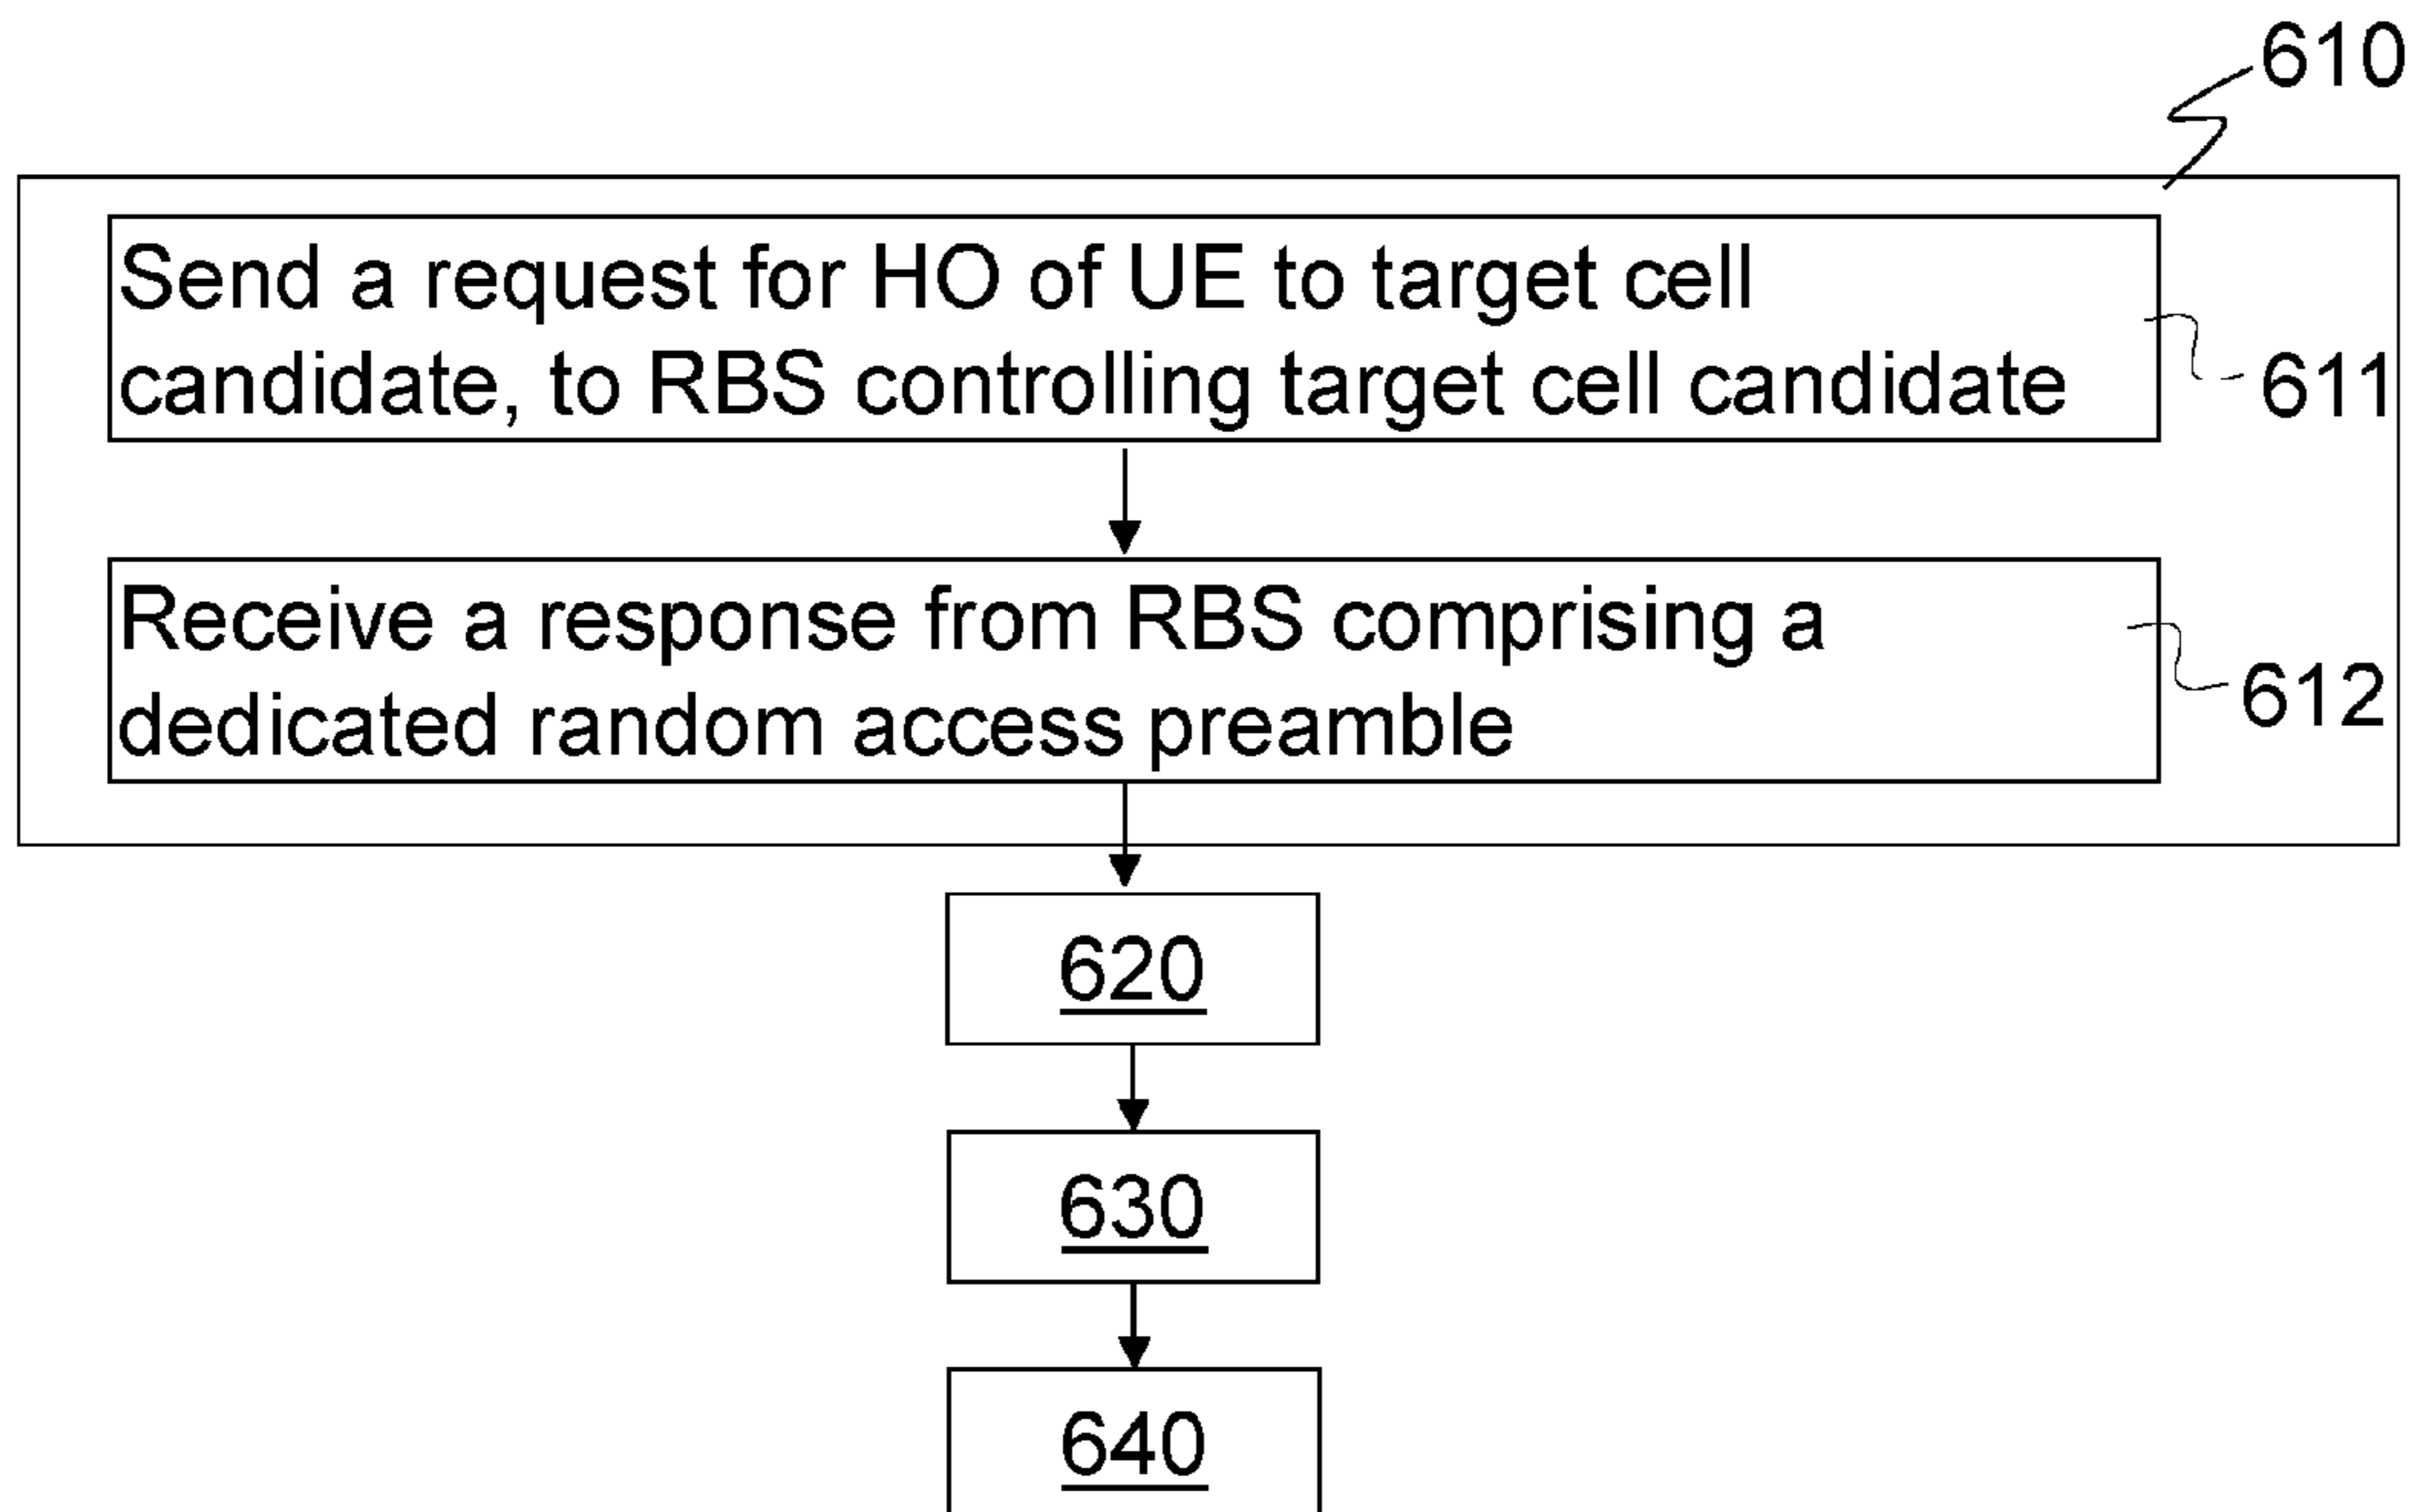 610
Send a request for HO of UE to target cell
candidate, to RBS controlling target cell candidate
611
Receive a response from RBS comprising a
dedicated random access preamble
612
620
630
640